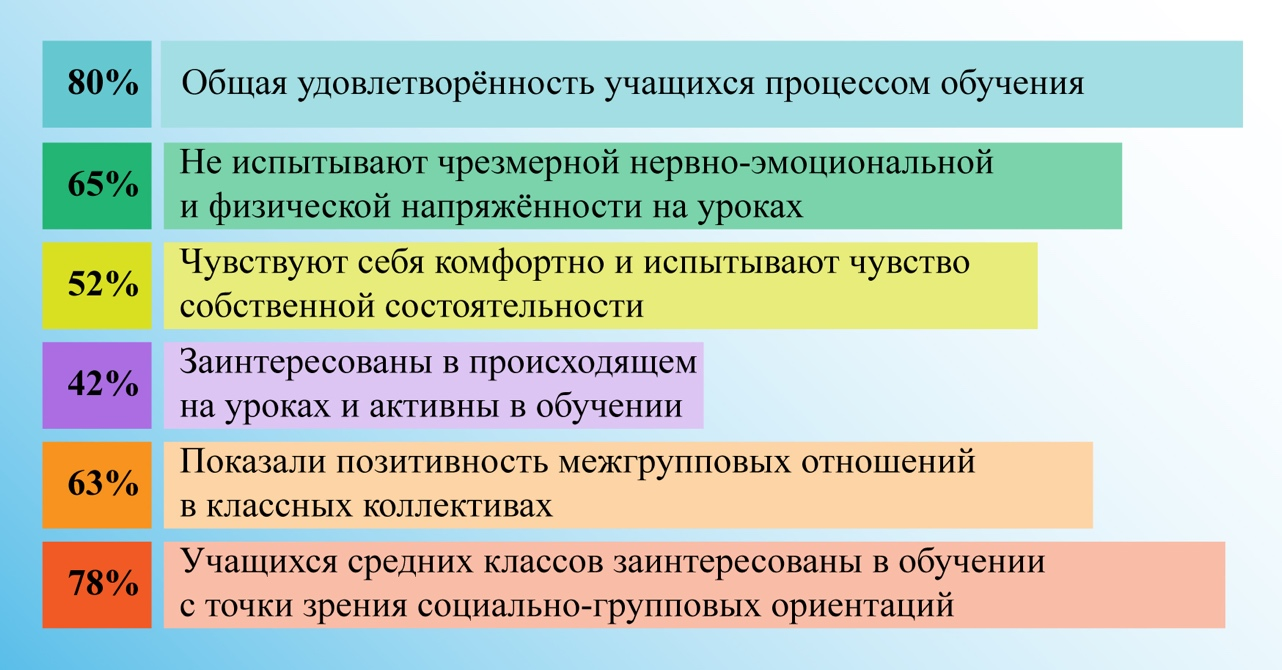 80%
Общая удовлетворённость учащихся процессом обучения
65%
Не испытывают чрезмерной нервно-эмоциональной
и физической напряжённости на уроках
52%
Чувствуют себя комфортно и испытывают чувство
собственной состоятельности
42%
Заинтересованы в происходящем
на уроках и активны в обучении
63%
Показали позитивность межгрупповых отношений
в классных коллективах
78%
Учащихся средних классов заинтересованы в обучении
с точки зрения социально-групповых ориентаций